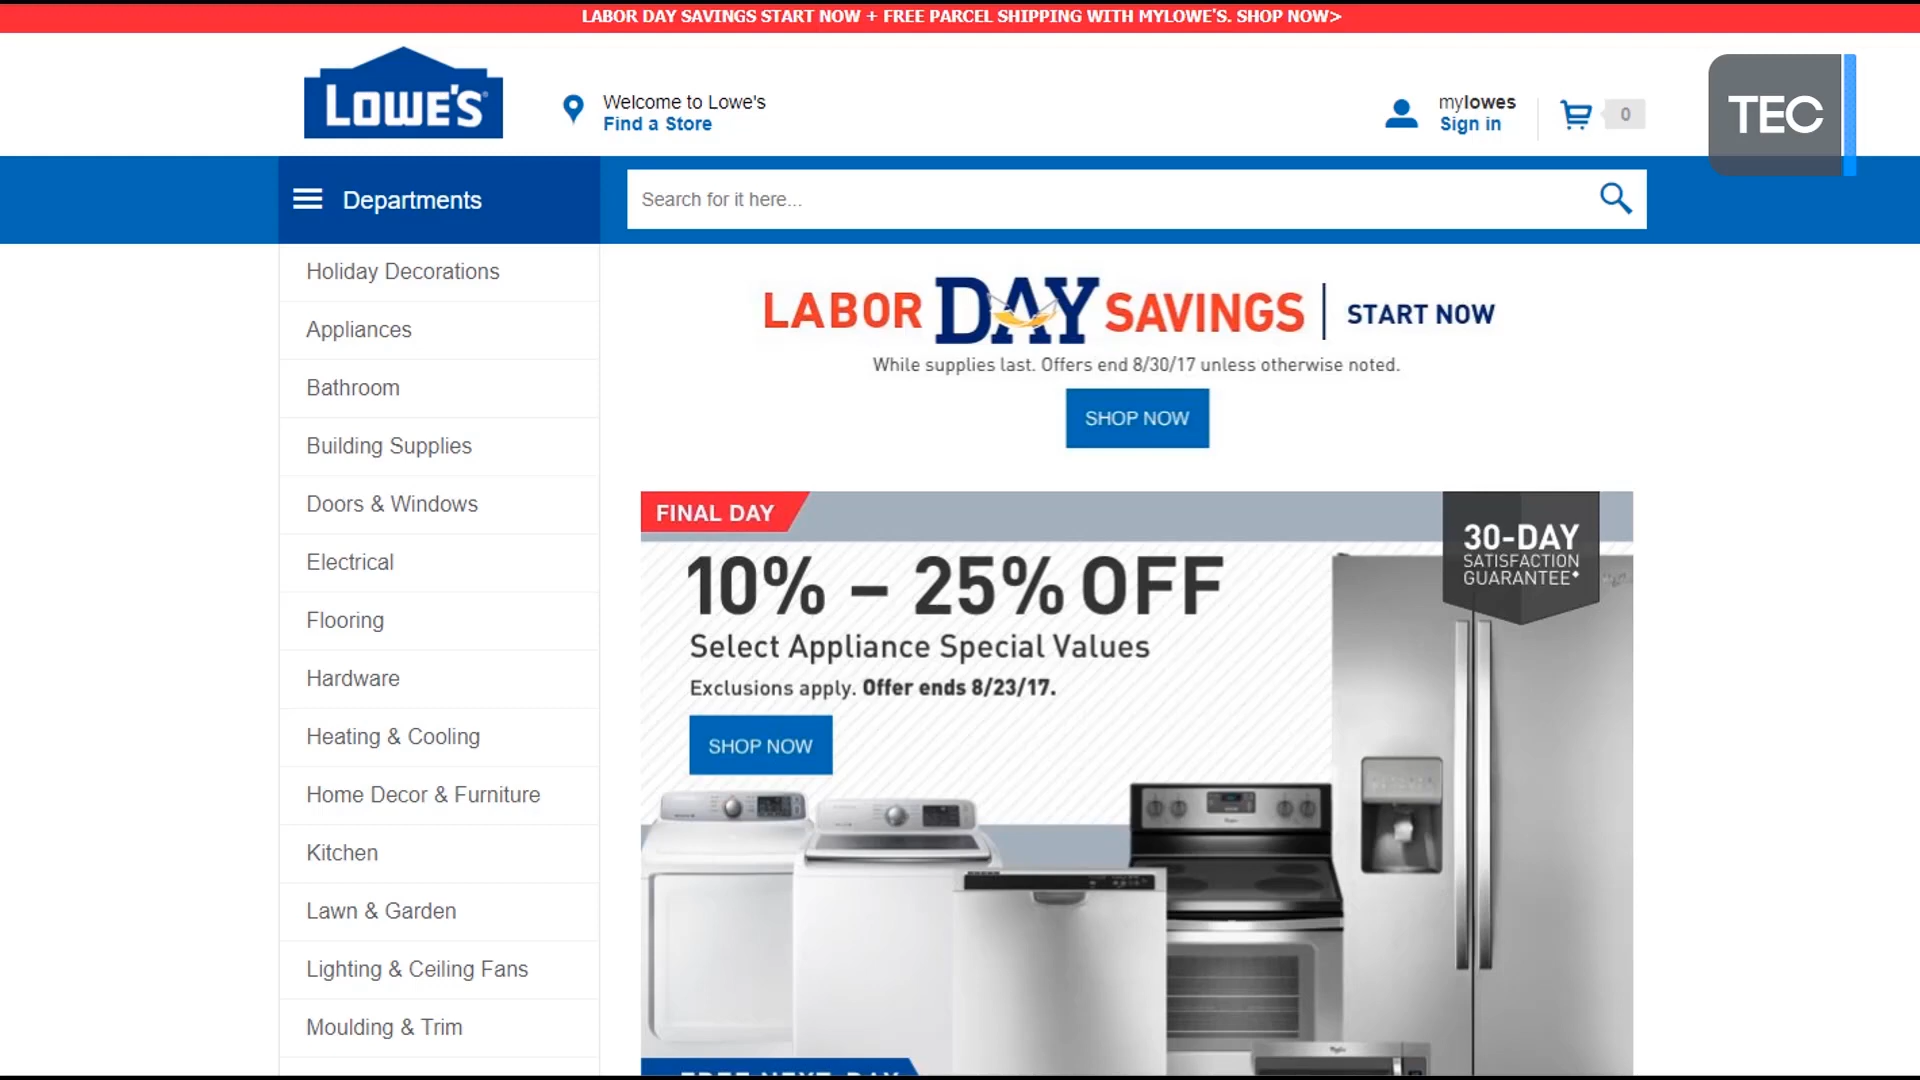 LABOR DAY SAVINGS START NOW + FREE PARCEL SHIPPING WITH MYLOWE'S. SHOP NOW>
LOWE'S
Welcome to Lowe's
Find a Store
mylowes
Sign in
0
TEC
Departments
Search for it here...
Holiday Decorations
Appliances
Bathroom
Building Supplies
Doors & Windows
Electrical
Flooring
Hardware
Heating & Cooling
Home Decor & Furniture
Kitchen
Lawn & Garden
Lighting & Ceiling Fans
Moulding & Trim
LABOR DAY SAVINGS START NOW
While supplies last. Offers end 8/30/17 unless otherwise noted.
SHOP NOW
FINAL DAY
30-DAY
SATISFACTION
GUARANTEE*
10% – 25% OFF
Select Appliance Special Values
Exclusions apply. Offer ends 8/23/17.
SHOP NOW
FREE NEXT-DAY